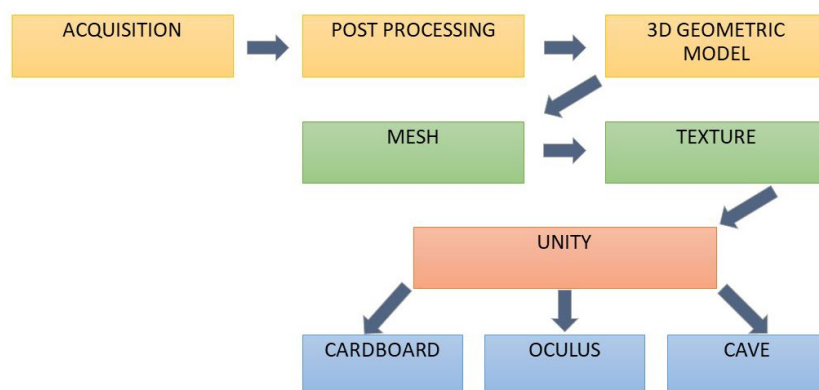 ACQUISITION
POST PROCESSING
3D GEOMETRIC
MODEL
MESH
TEXTURE
UNITY
CARDBOARD
OCULUS
CAVE